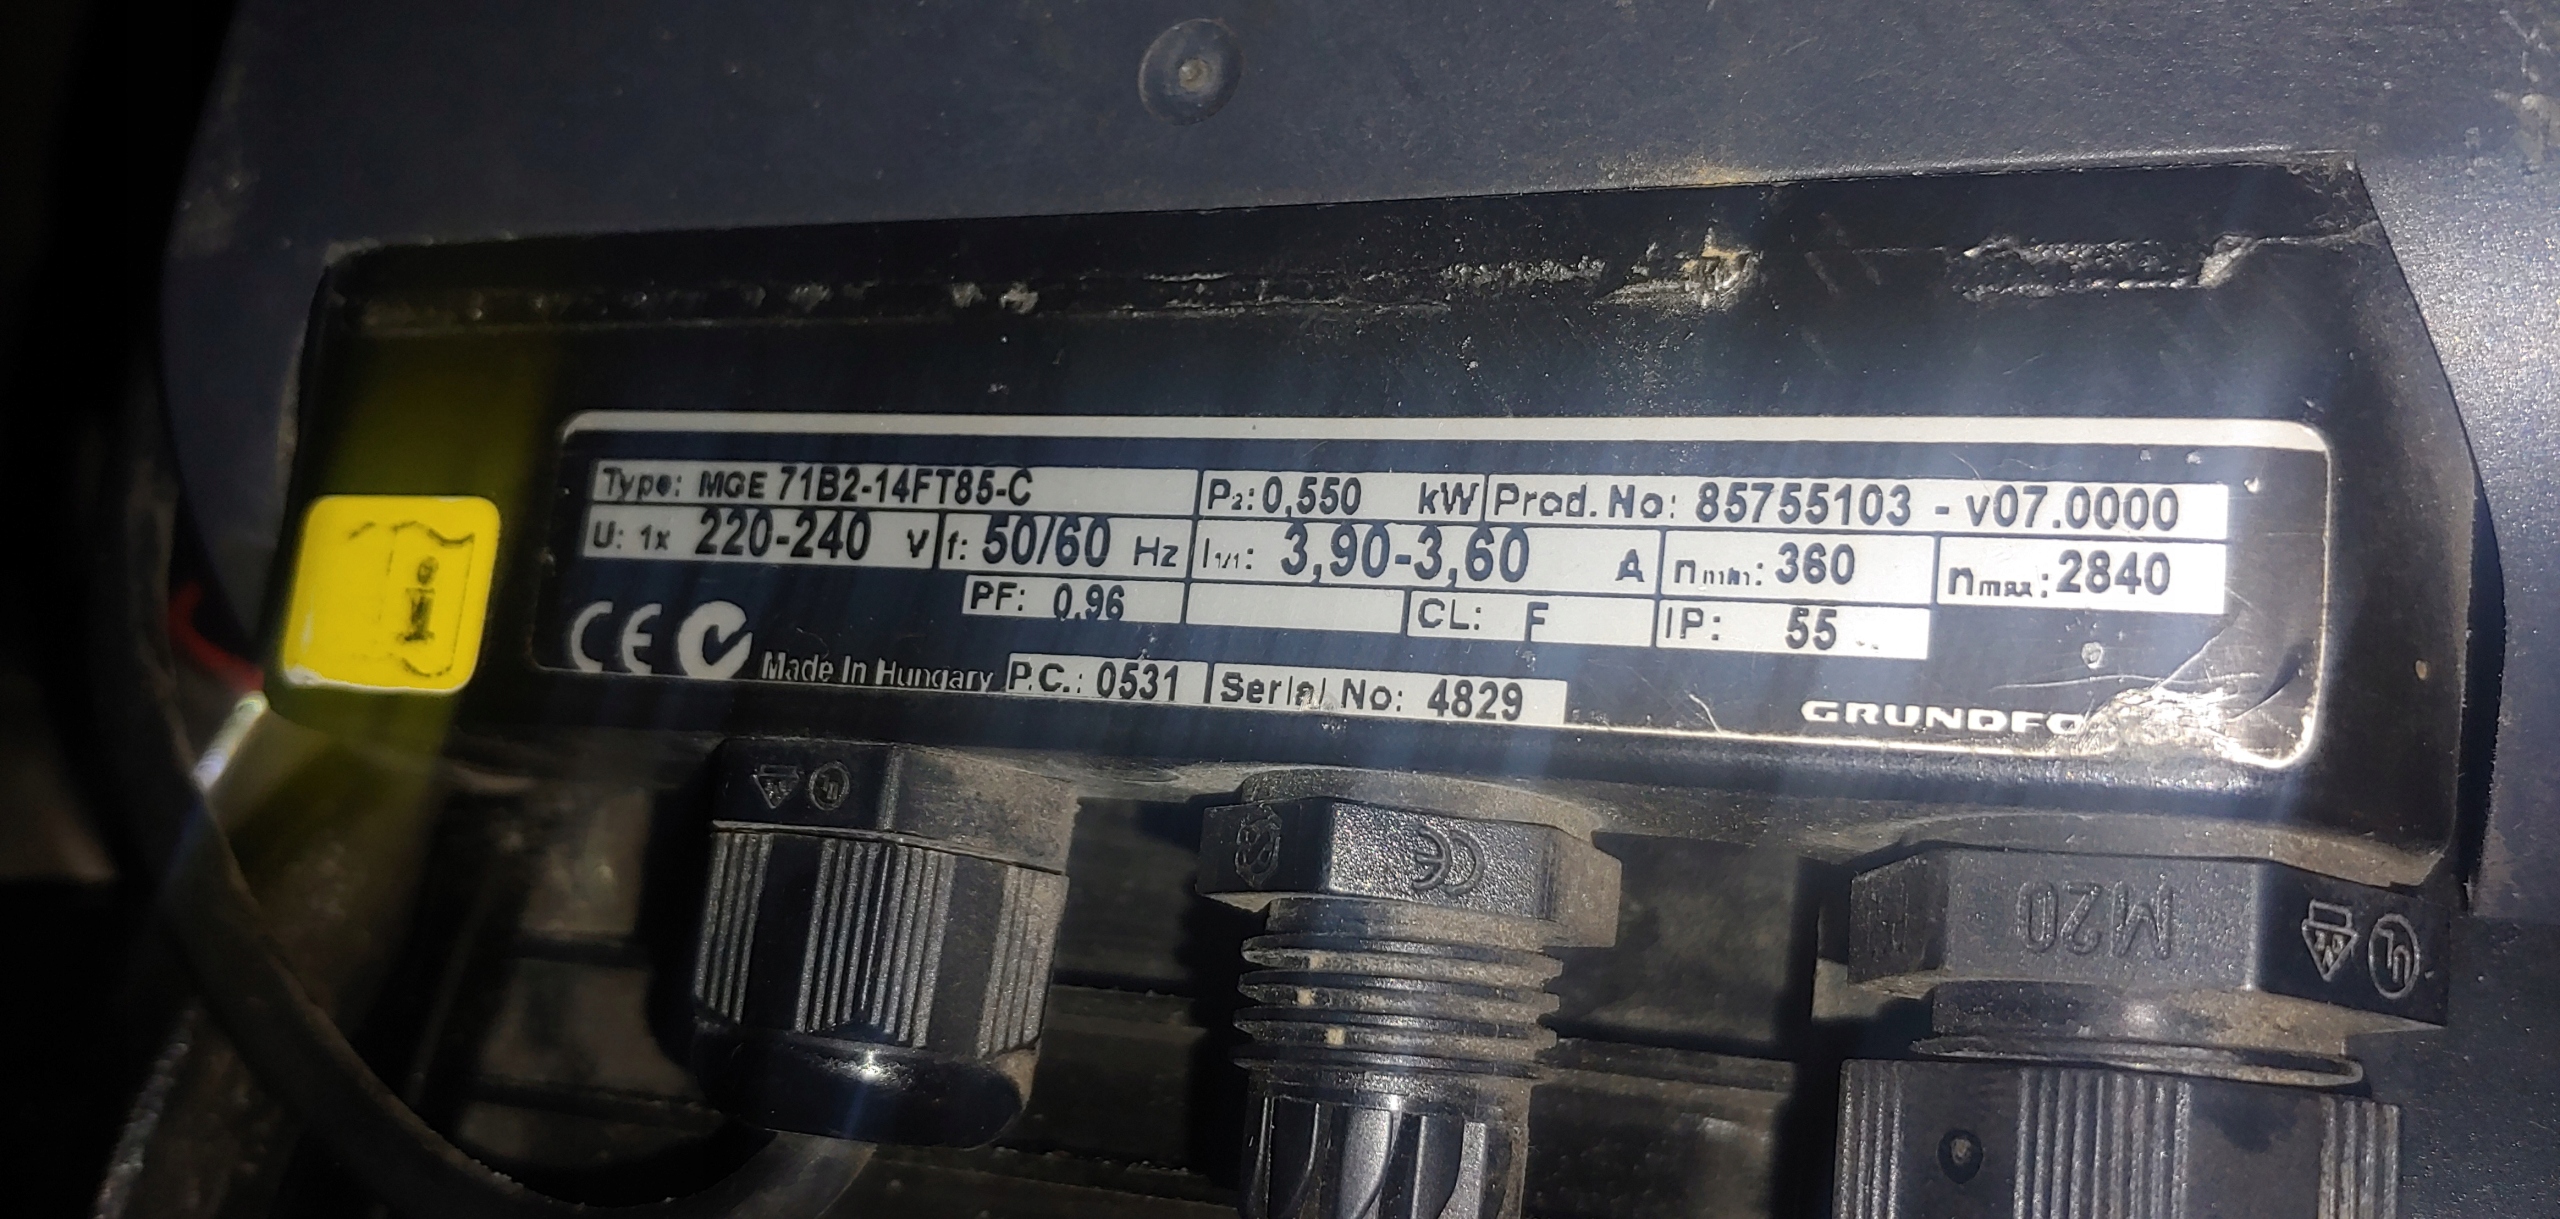 Type: MGE 71B2-14FT85-C P2: 0,550 kW Prod. No: 85755103 - v07.0000
U: 1x 220-240 V f: 50/60 Hz I1/1: 3,90-3,60 A nmin: 360 nmax: 2840
PF: 0.96 CL: F IP: 55
CE Made In Hungary P.C.: 0531 Serial No: 4829
GRUNDFO
CE
M20